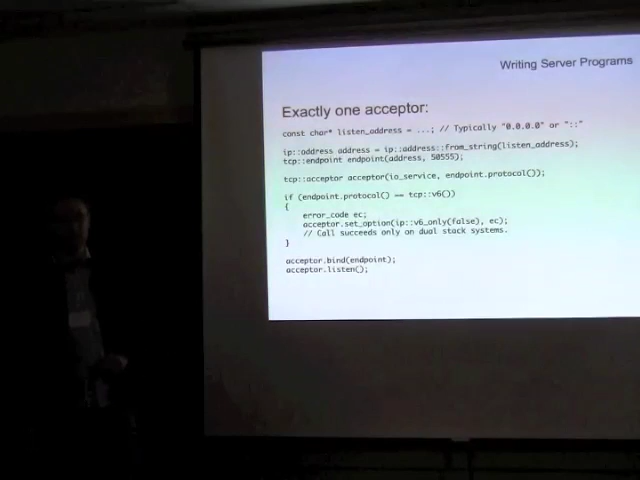 Writing Server Programs
Exactly one acceptor:
const char* listen_address = ...; // Typically "0.0.0.0" or "::"
ip::address address = ip::address::from_string(listen_address);
tcp::endpoint endpoint(address, 50555);
tcp::acceptor acceptor(io_service, endpoint.protocol());
if (endpoint.protocol() == tcp::v6())
{
error_code ec;
acceptor.set_option(ip::v6_only(false), ec);
// Call succeeds only on dual stack systems.
}
acceptor.bind(endpoint);
acceptor.listen();